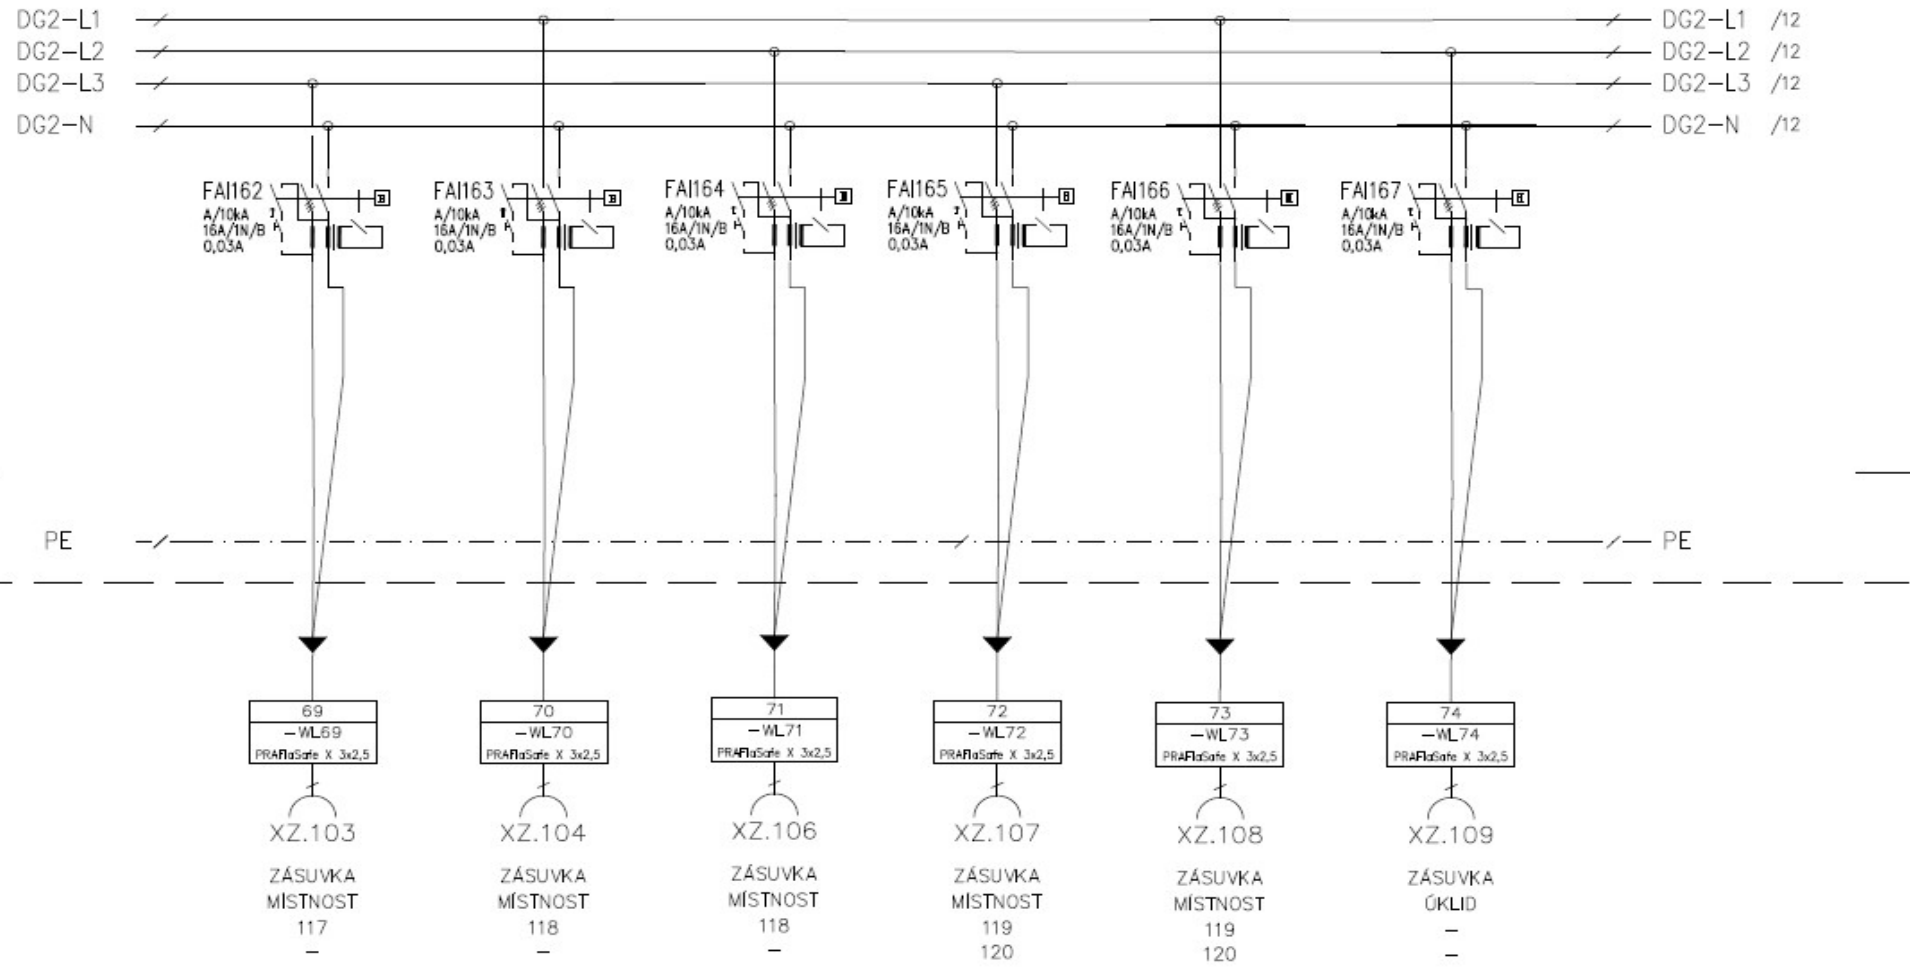 DG2-L1 DG2-L1 /12
DG2-L2 DG2-L2 /12
DG2-L3 DG2-L3 /12
DG2-N DG2-N /12
FAI162
A/10kA
16A/1N/B
0,03A
FAI163
A/10kA
16A/1N/B
0,03A
FAI164
A/10kA
16A/1N/B
0,03A
FAI165
A/10kA
16A/1N/B
0,03A
FAI166
A/10kA
16A/1N/B
0,03A
FAI167
A/10kA
16A/1N/B
0,03A
PE PE
69
-WL69
PRAFlaSafe X 3x2,5
XZ.103
ZÁSUVKA
MÍSTNOST
117
-
70
-WL70
PRAFlaSafe X 3x2,5
XZ.104
ZÁSUVKA
MÍSTNOST
118
-
71
-WL71
PRAFlaSafe X 3x2,5
XZ.106
ZÁSUVKA
MÍSTNOST
118
-
72
-WL72
PRAFlaSafe X 3x2,5
XZ.107
ZÁSUVKA
MÍSTNOST
119
120
73
-WL73
PRAFlaSafe X 3x2,5
XZ.108
ZÁSUVKA
MÍSTNOST
119
120
74
-WL74
PRAFlaSafe X 3x2,5
XZ.109
ZÁSUVKA
ÚKLID
-
-